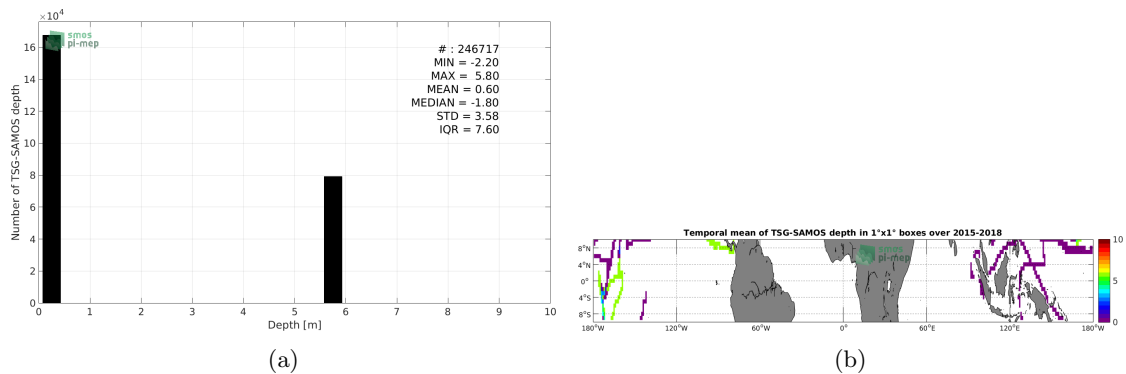 ×10⁴
smos
pi-mep
# : 246717
MIN = -2.20
MAX = 5.80
MEAN = 0.60
MEDIAN = -1.80
STD = 3.58
IQR = 7.60
Number of TSG-SAMOS depth
16
14
12
10
8
6
4
2
0
0 1 2 3 4 5 6 7 8 9 10
Depth [m]
(a)
Temporal mean of TSG-SAMOS depth in 1°x1° boxes over 2015-2018
smos
pi-mep
8°N
4°N
0°
4°S
8°S
180°W 120°W 60°W 0° 60°E 120°E 180°W
10
5
0
(b)